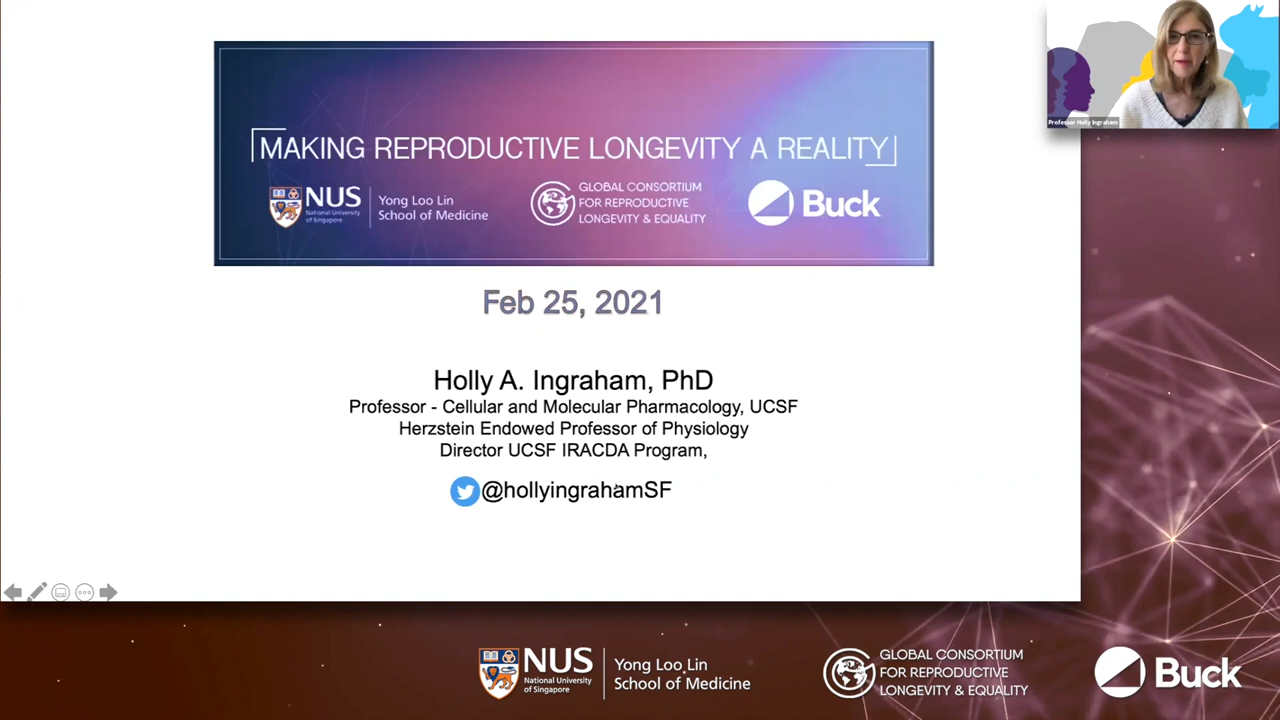 Professor Holly Ingraham
MAKING REPRODUCTIVE LONGEVITY A REALITY
NUS
National University
of Singapore
Yong Loo Lin
School of Medicine
GLOBAL CONSORTIUM
FOR REPRODUCTIVE
LONGEVITY & EQUALITY
Buck
Feb 25, 2021
Holly A. Ingraham, PhD
Professor - Cellular and Molecular Pharmacology, UCSF
Herzstein Endowed Professor of Physiology
Director UCSF IRACDA Program,
@hollyingrahamSF
NUS
National University
of Singapore
Yong Loo Lin
School of Medicine
GLOBAL CONSORTIUM
FOR REPRODUCTIVE
LONGEVITY & EQUALITY
Buck